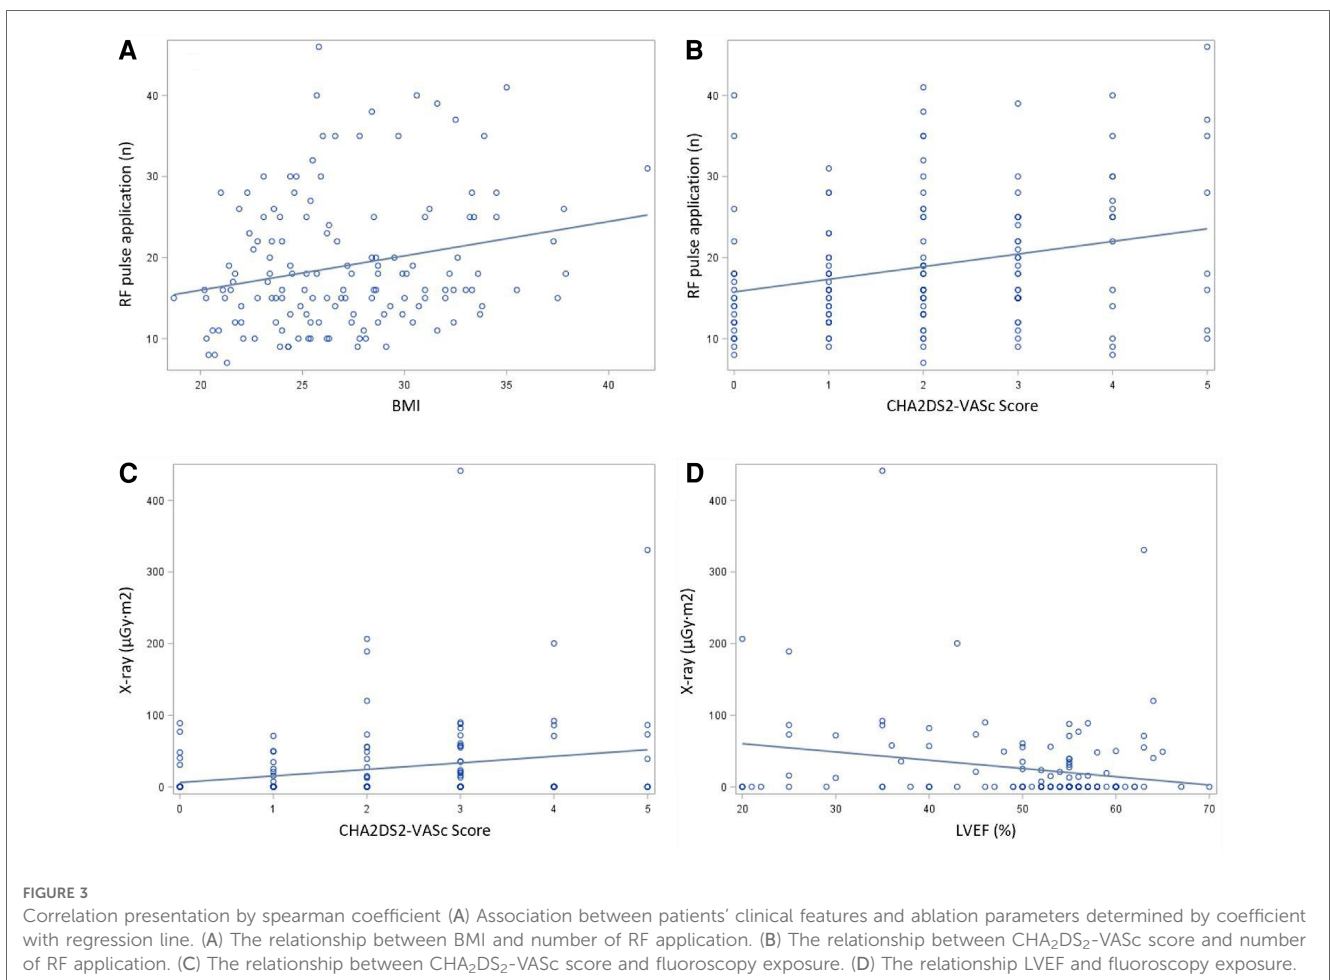 A
B
40
30
20
10
RF pulse application (n)
20 25 30 35 40
BMI
40
30
20
10
RF pulse application (n)
0 1 2 3 4 5
CHA2DS2-VASc Score
C
D
400
300
200
100
0
X-ray (µGy·m2)
0 1 2 3 4 5
CHA2DS2-VASc Score
400
300
200
100
0
X-ray (µGy·m2)
20 30 40 50 60 70
LVEF (%)
FIGURE 3
Correlation presentation by spearman coefficient (A) Association between patients’ clinical features and ablation parameters determined by coefficient
with regression line. (A) The relationship between BMI and number of RF application. (B) The relationship between CHA₂DS₂-VASc score and number
of RF application. (C) The relationship between CHA₂DS₂-VASc score and fluoroscopy exposure. (D) The relationship LVEF and fluoroscopy exposure.